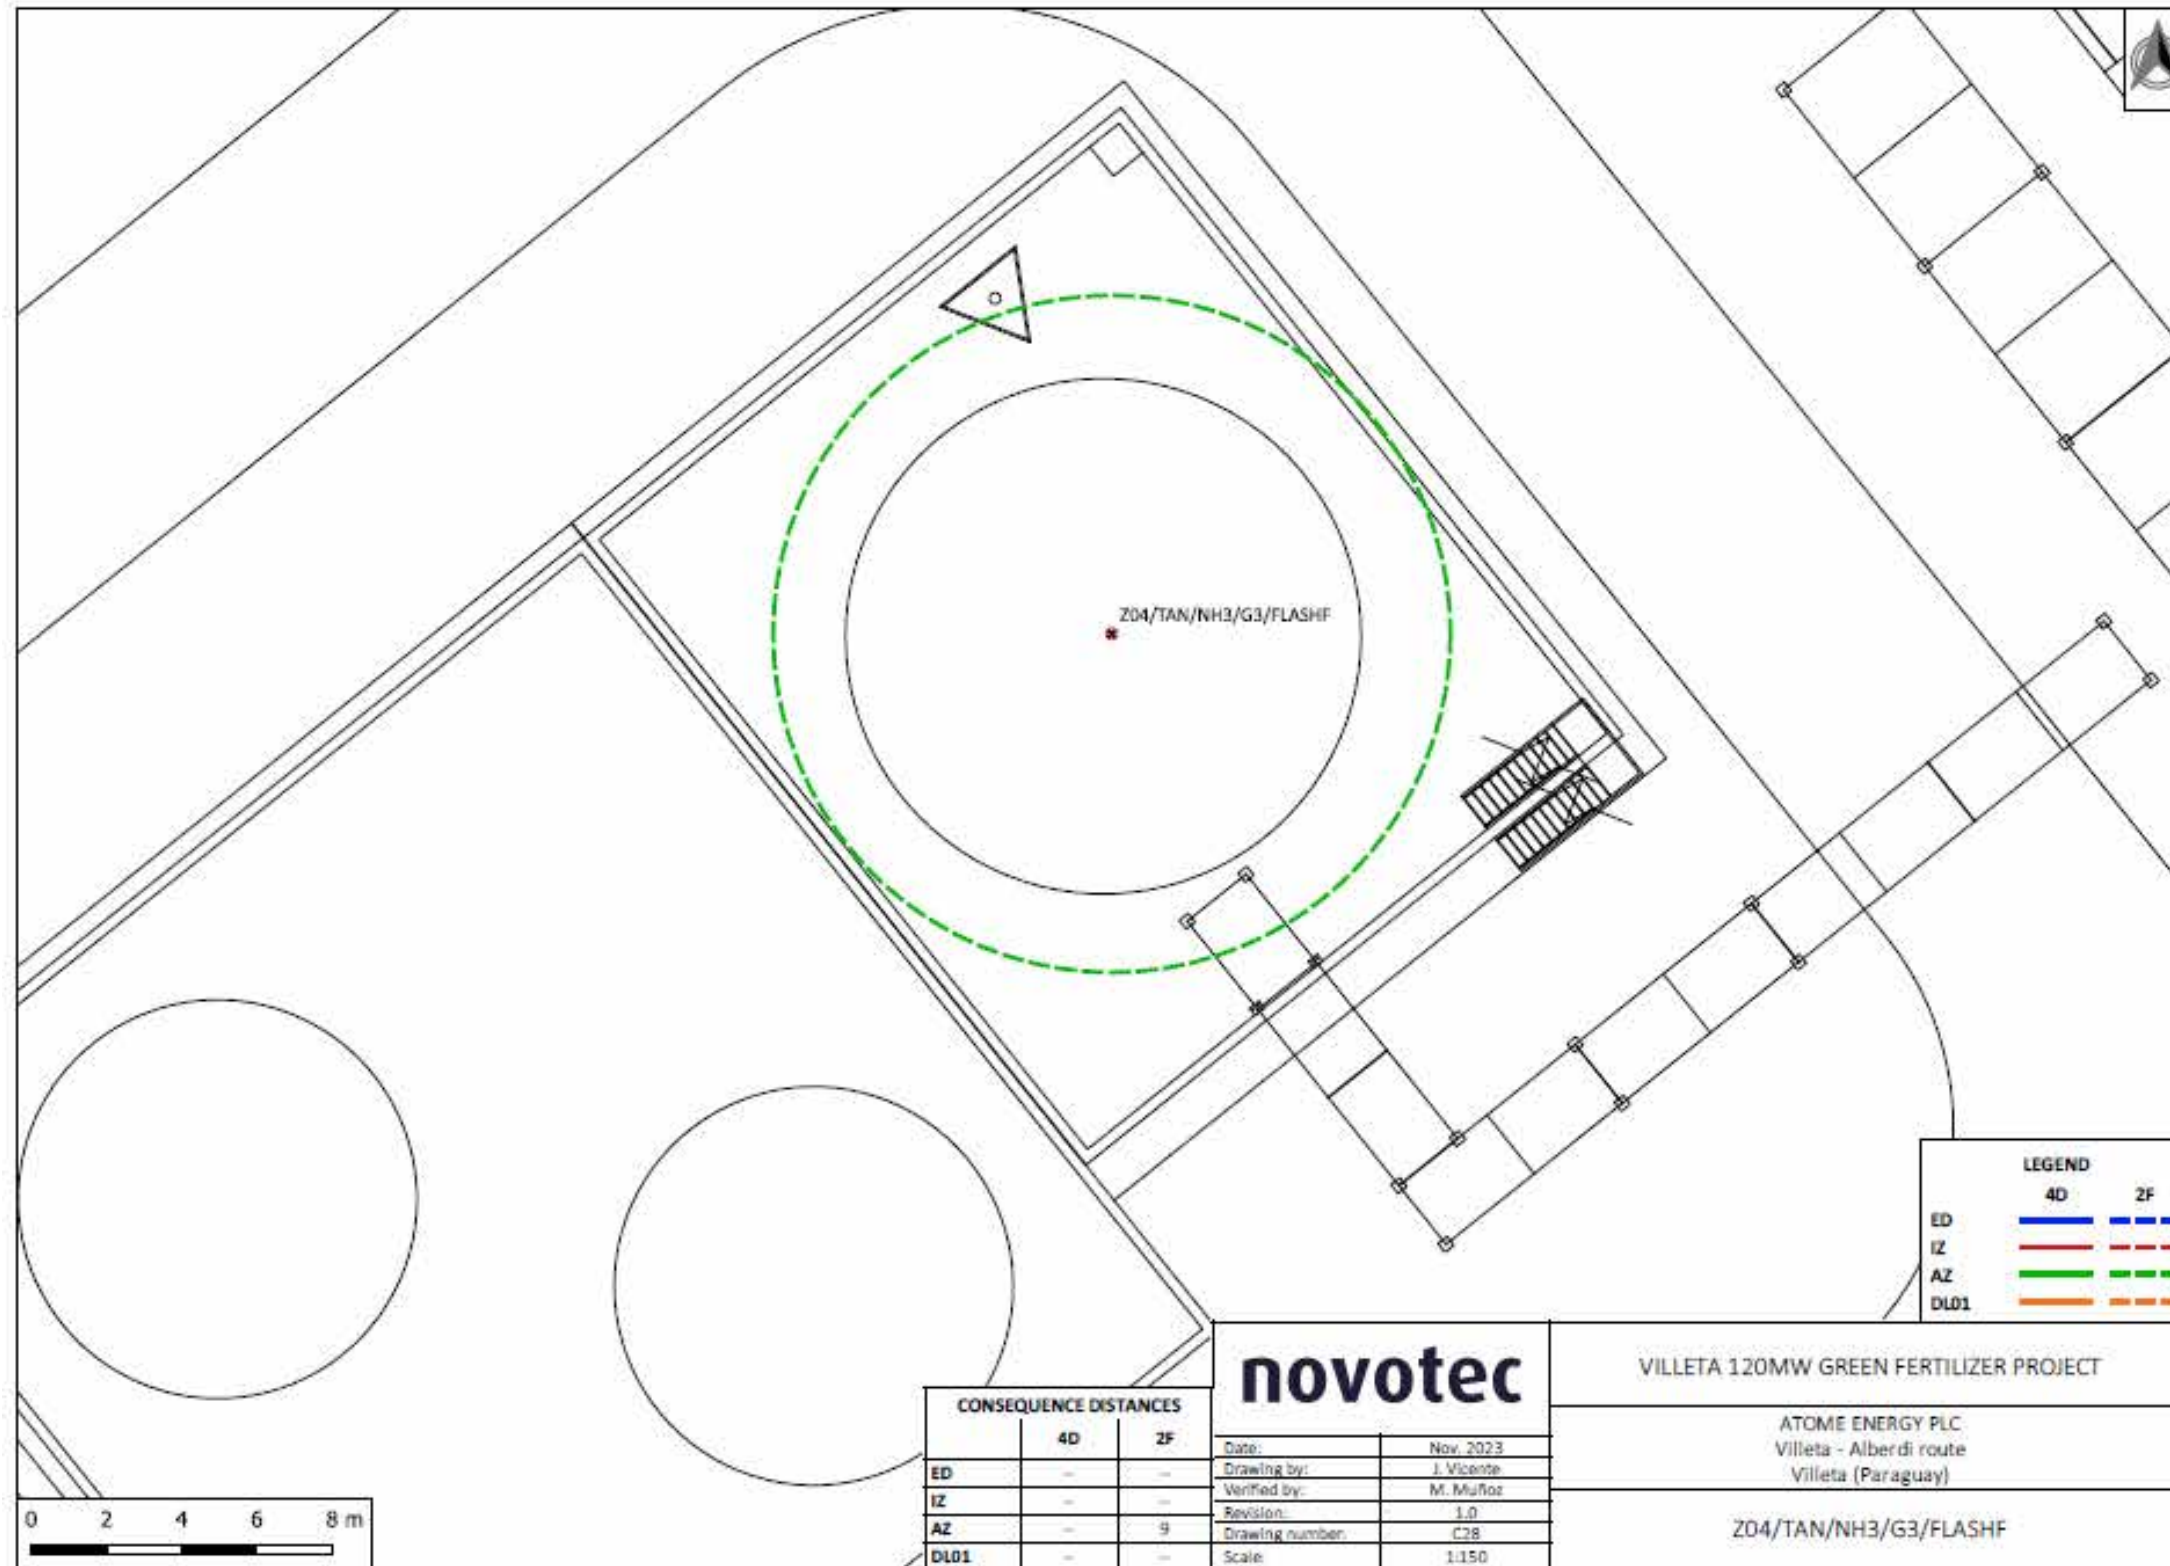 Z04/TAN/NH3/G3/FLASHF
LEGEND
4D 2F
ED
IZ
AZ
DL01
CONSEQUENCE DISTANCES
4D 2F
ED – –
IZ – –
AZ – 9
DL01 – –
novotec
Date: Nov. 2023
Drawing by: J. Vicente
Verified by: M. Muñoz
Revision: 1.0
Drawing number: C28
Scale 1:150
VILLETA 120MW GREEN FERTILIZER PROJECT
ATOME ENERGY PLC
Villeta - Alberdi route
Villeta (Paraguay)
Z04/TAN/NH3/G3/FLASHF
0 2 4 6 8 m